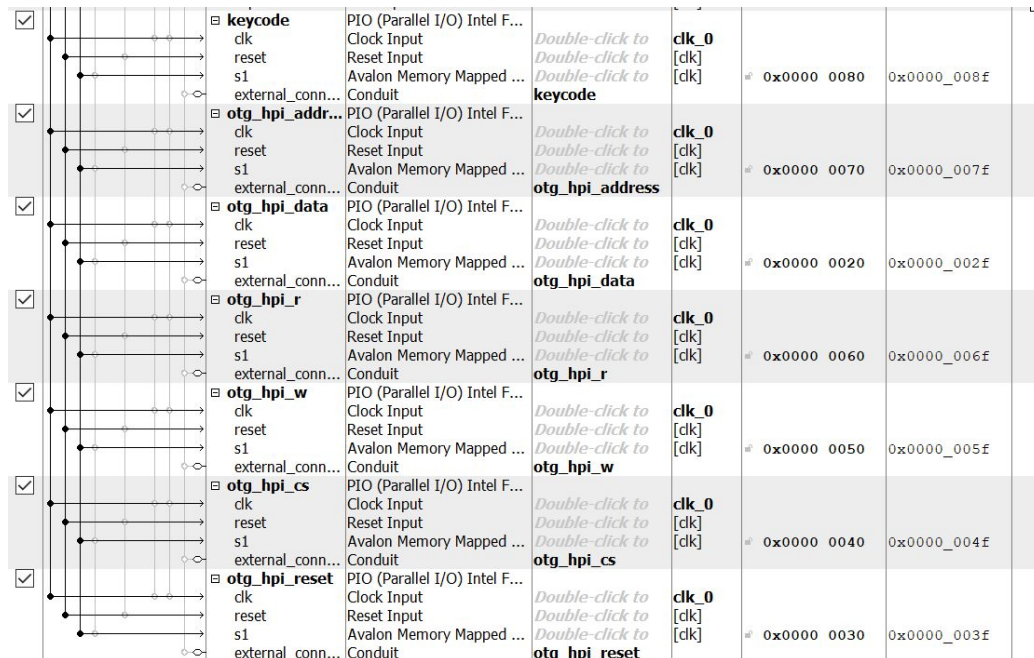 keycode PIO (Parallel I/O) Intel F...
clk Clock Input Double-click to clk_0
reset Reset Input Double-click to [clk]
s1 Avalon Memory Mapped ... Double-click to [clk] 0x0000 0080 0x0000_008f
external_conn... Conduit keycode
otg_hpi_addr... PIO (Parallel I/O) Intel F...
clk Clock Input Double-click to clk_0
reset Reset Input Double-click to [clk]
s1 Avalon Memory Mapped ... Double-click to [clk] 0x0000 0070 0x0000_007f
external_conn... Conduit otg_hpi_address
otg_hpi_data PIO (Parallel I/O) Intel F...
clk Clock Input Double-click to clk_0
reset Reset Input Double-click to [clk]
s1 Avalon Memory Mapped ... Double-click to [clk] 0x0000 0020 0x0000_002f
external_conn... Conduit otg_hpi_data
otg_hpi_r PIO (Parallel I/O) Intel F...
clk Clock Input Double-click to clk_0
reset Reset Input Double-click to [clk]
s1 Avalon Memory Mapped ... Double-click to [clk] 0x0000 0060 0x0000_006f
external_conn... Conduit otg_hpi_r
otg_hpi_w PIO (Parallel I/O) Intel F...
clk Clock Input Double-click to clk_0
reset Reset Input Double-click to [clk]
s1 Avalon Memory Mapped ... Double-click to [clk] 0x0000 0050 0x0000_005f
external_conn... Conduit otg_hpi_w
otg_hpi_cs PIO (Parallel I/O) Intel F...
clk Clock Input Double-click to clk_0
reset Reset Input Double-click to [clk]
s1 Avalon Memory Mapped ... Double-click to [clk] 0x0000 0040 0x0000_004f
external_conn... Conduit otg_hpi_cs
otg_hpi_reset PIO (Parallel I/O) Intel F...
clk Clock Input Double-click to clk_0
reset Reset Input Double-click to [clk]
s1 Avalon Memory Mapped ... Double-click to [clk] 0x0000 0030 0x0000_003f
external_conn... Conduit otg_hpi_reset